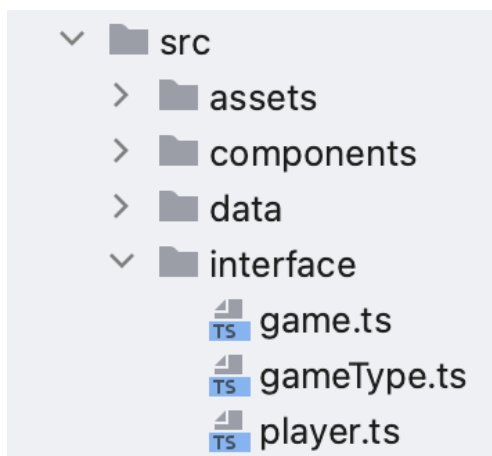 src
assets
components
data
interface
TS game.ts
TS gameType.ts
TS player.ts